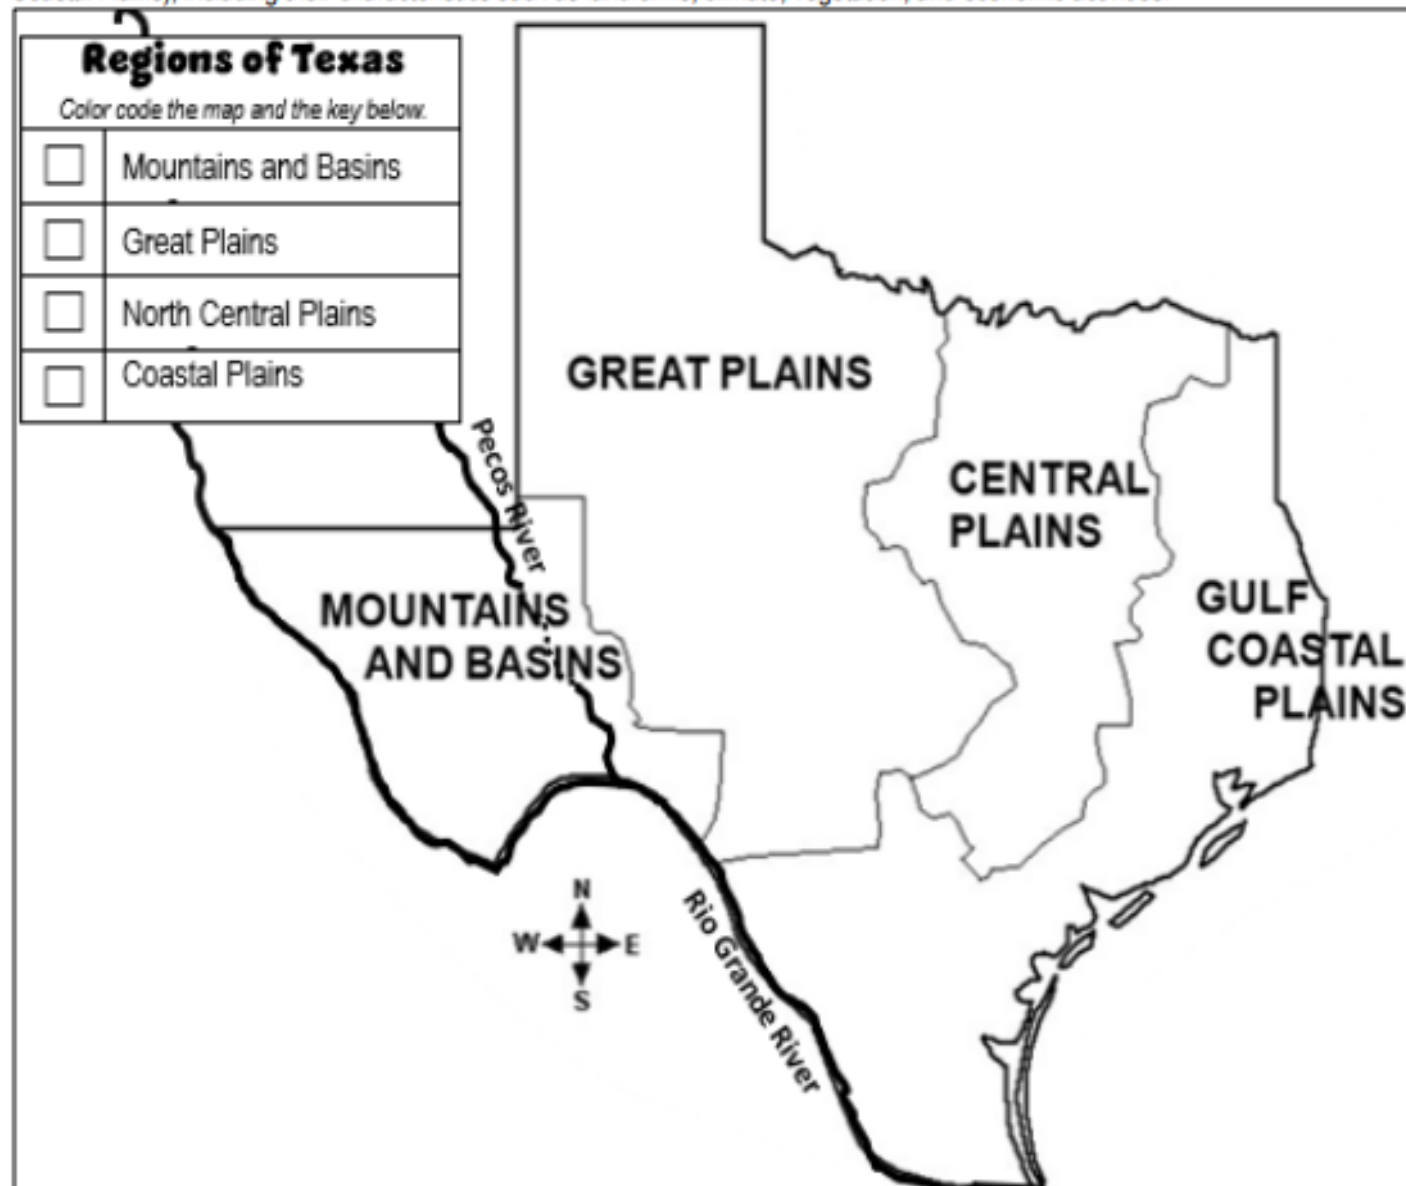 Regions of Texas
Color code the map and the key below.
Mountains and Basins
Great Plains
North Central Plains
Coastal Plains
Pecos River
GREAT PLAINS
CENTRAL
PLAINS
MOUNTAINS
AND BASINS
GULF
COASTAL
PLAINS
N
W
E
S
Rio Grande River